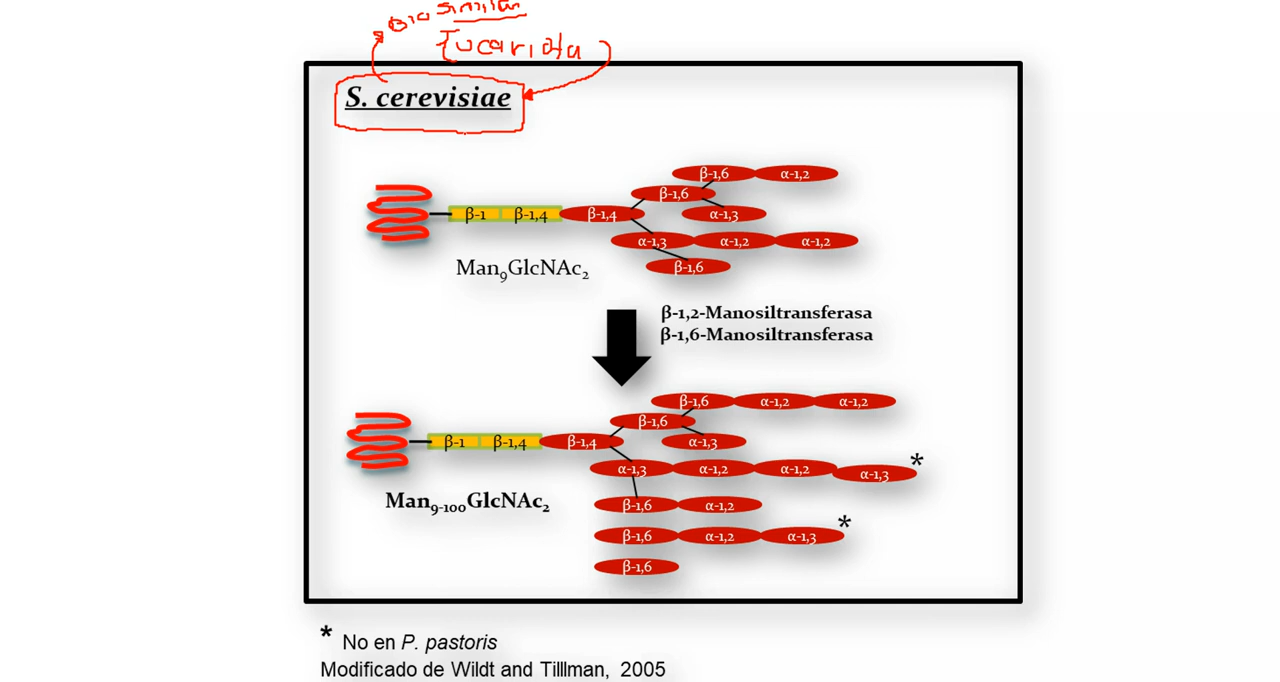 Bio similar
Eucariota
S. cerevisiae
β-1,6 α-1,2
β-1,6
β-1 β-1,4 β-1,4 α-1,3
α-1,3 α-1,2 α-1,2
β-1,6
Man₉GlcNAc₂
β-1,2-Manosiltransferasa
β-1,6-Manosiltransferasa
β-1,6 α-1,2 α-1,2
β-1,6
β-1 β-1,4 β-1,4 α-1,3
α-1,3 α-1,2 α-1,2 α-1,3 *
Man₉₋₁₀₀GlcNAc₂
β-1,6 α-1,2
β-1,6 α-1,2 α-1,3 *
β-1,6
* No en P. pastoris
Modificado de Wildt and Tilllman, 2005